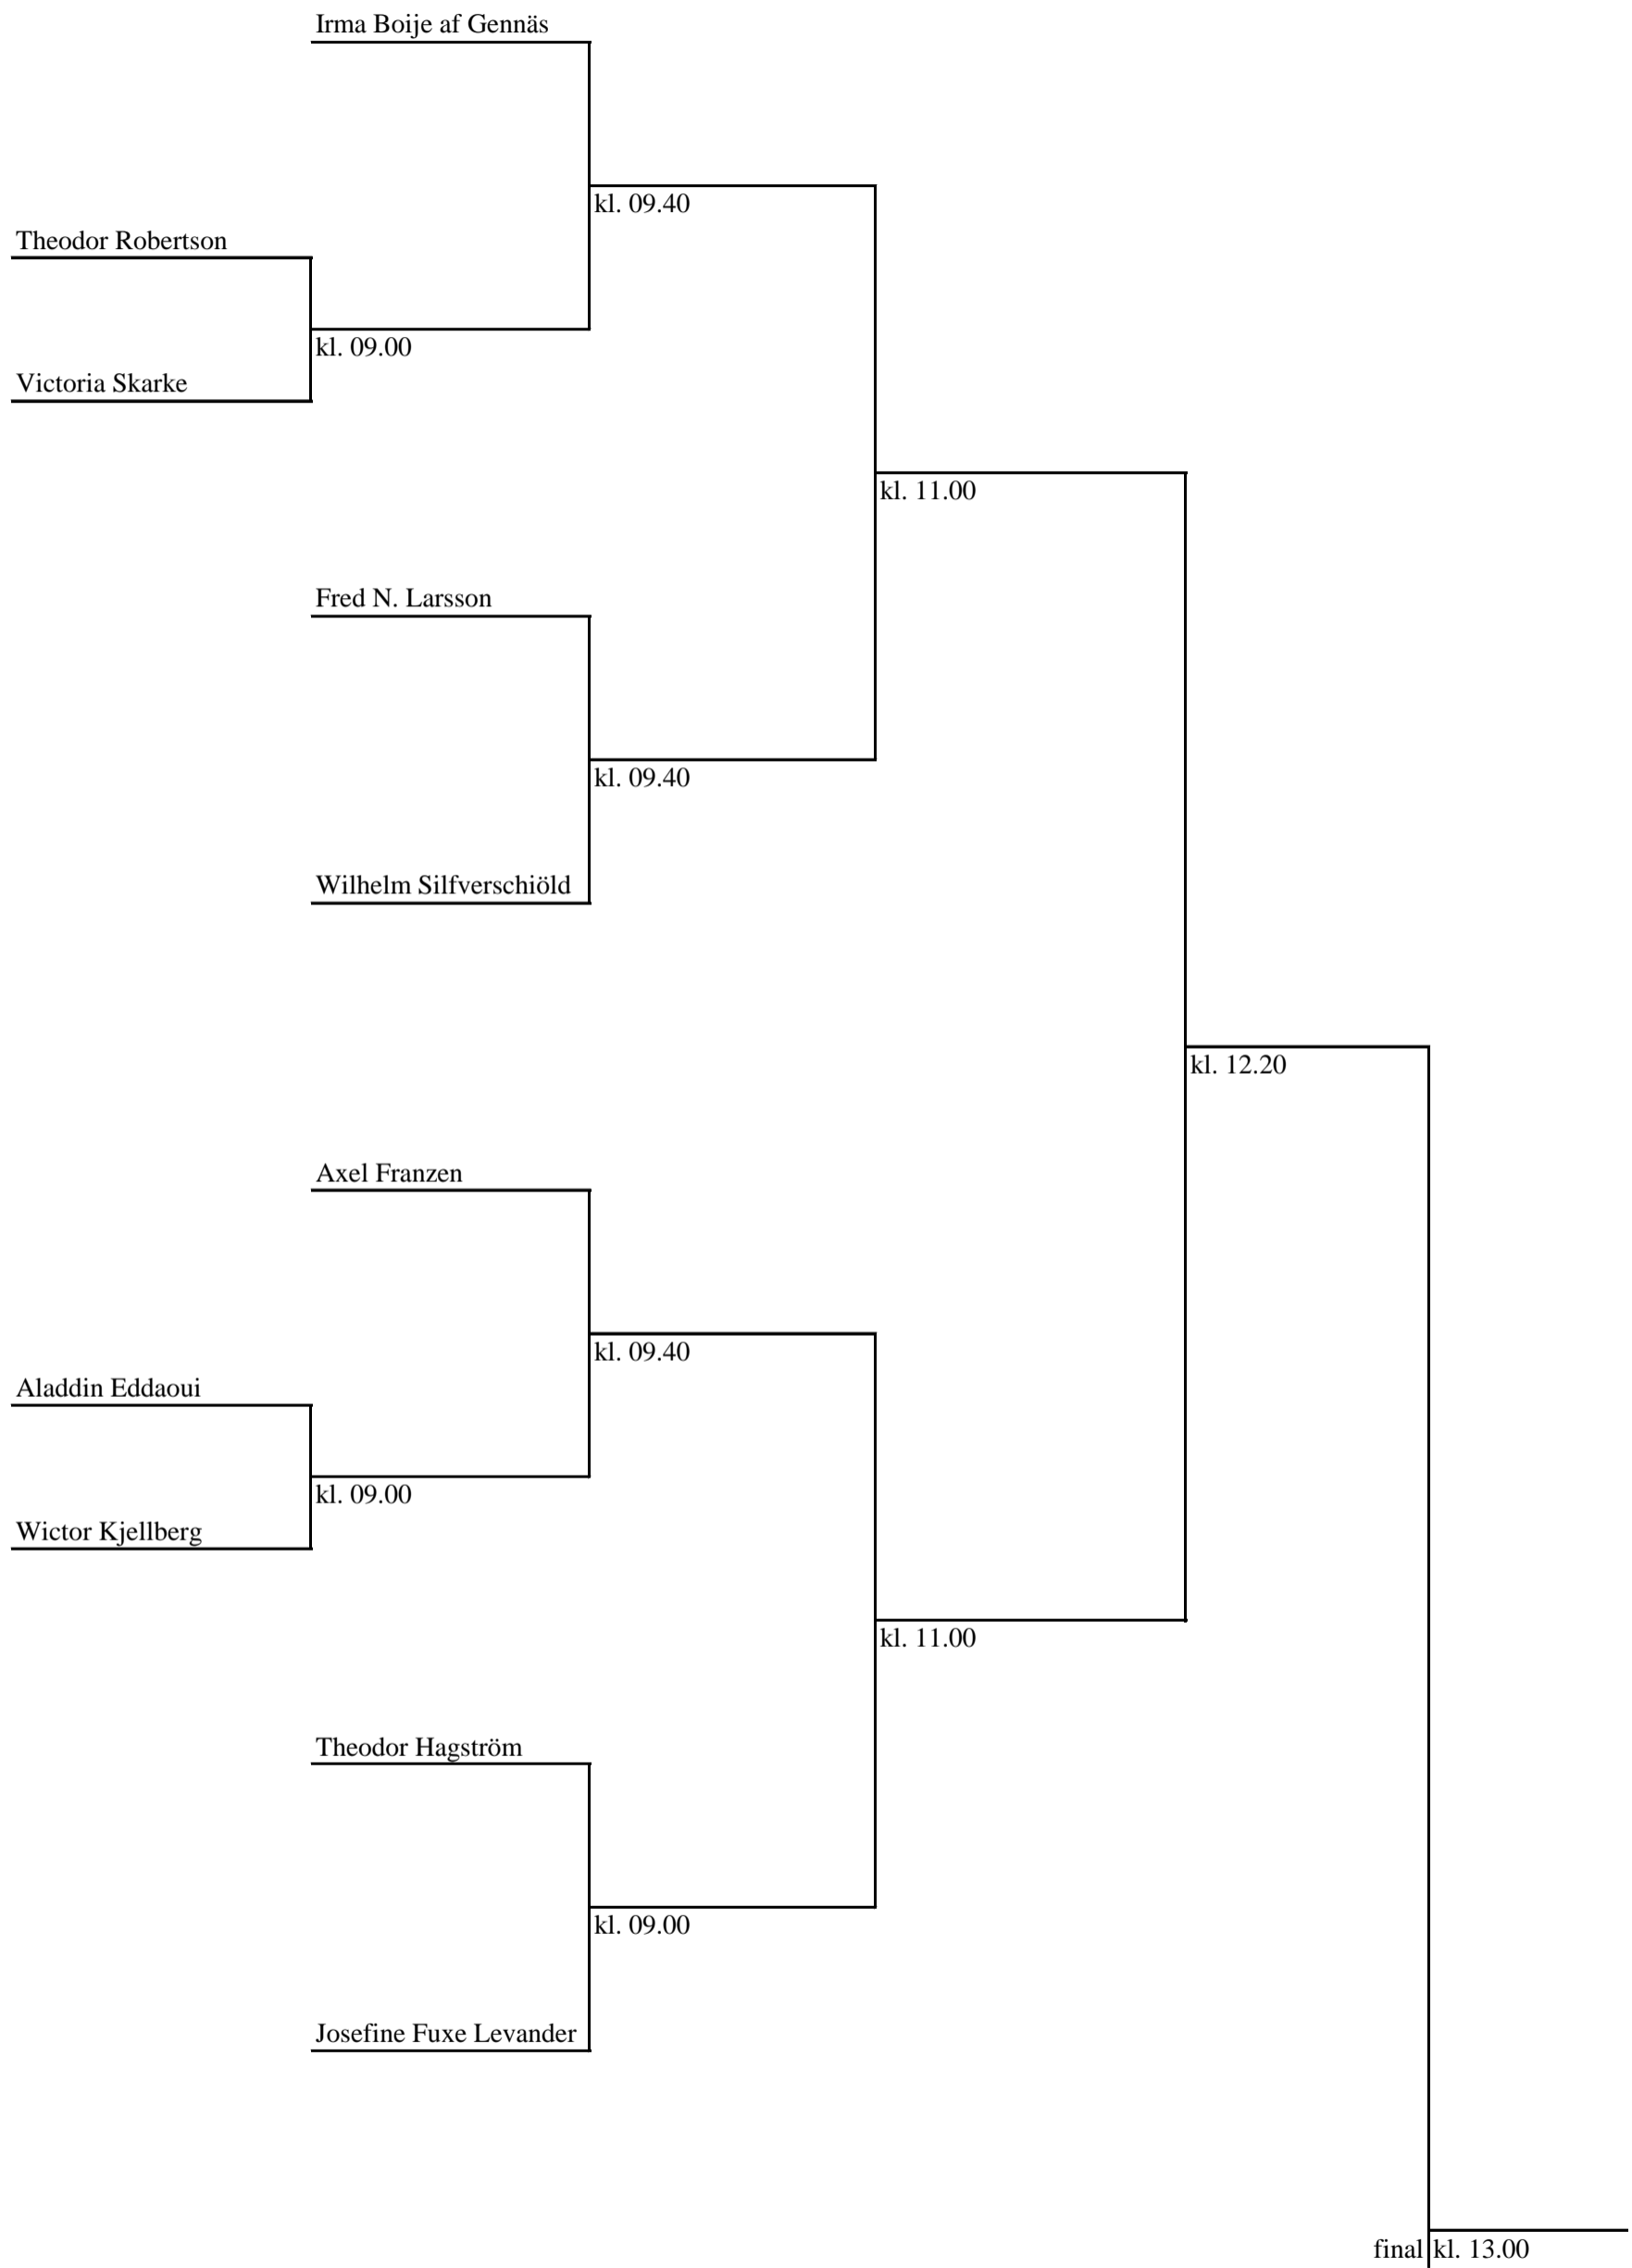 Irma Boije af Gennäs
kl. 09.40
Theodor Robertson
kl. 09.00
Victoria Skarke
kl. 11.00
Fred N. Larsson
kl. 09.40
Wilhelm Silfverschiöld
kl. 12.20
Axel Franzen
kl. 09.40
Aladdin Eddaoui
kl. 09.00
Wictor Kjellberg
kl. 11.00
Theodor Hagström
kl. 09.00
Josefine Fuxe Levander
final kl. 13.00